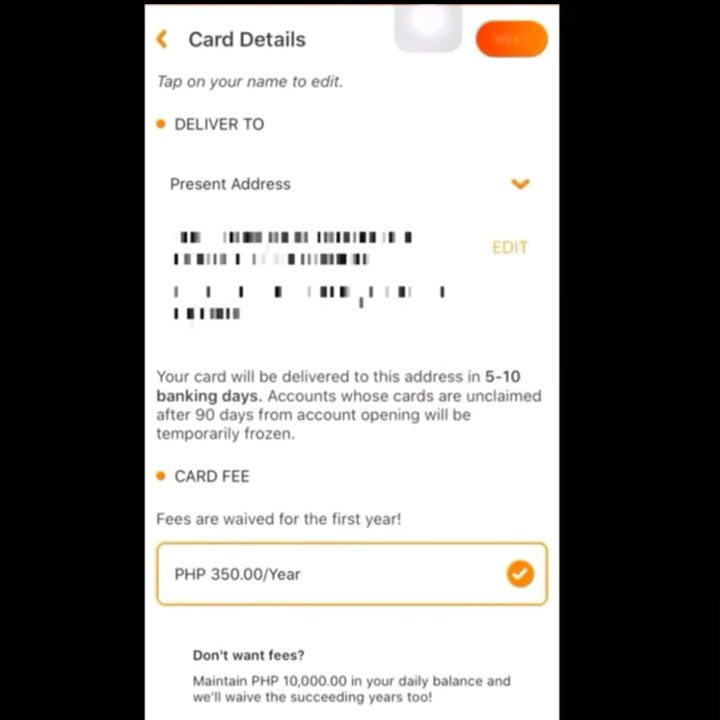 Card Details
NEXT
Tap on your name to edit.
DELIVER TO
Present Address
EDIT
Your card will be delivered to this address in 5-10
banking days. Accounts whose cards are unclaimed
after 90 days from account opening will be
temporarily frozen.
CARD FEE
Fees are waived for the first year!
PHP 350.00/Year
Don't want fees?
Maintain PHP 10,000.00 in your daily balance and
we'll waive the succeeding years too!